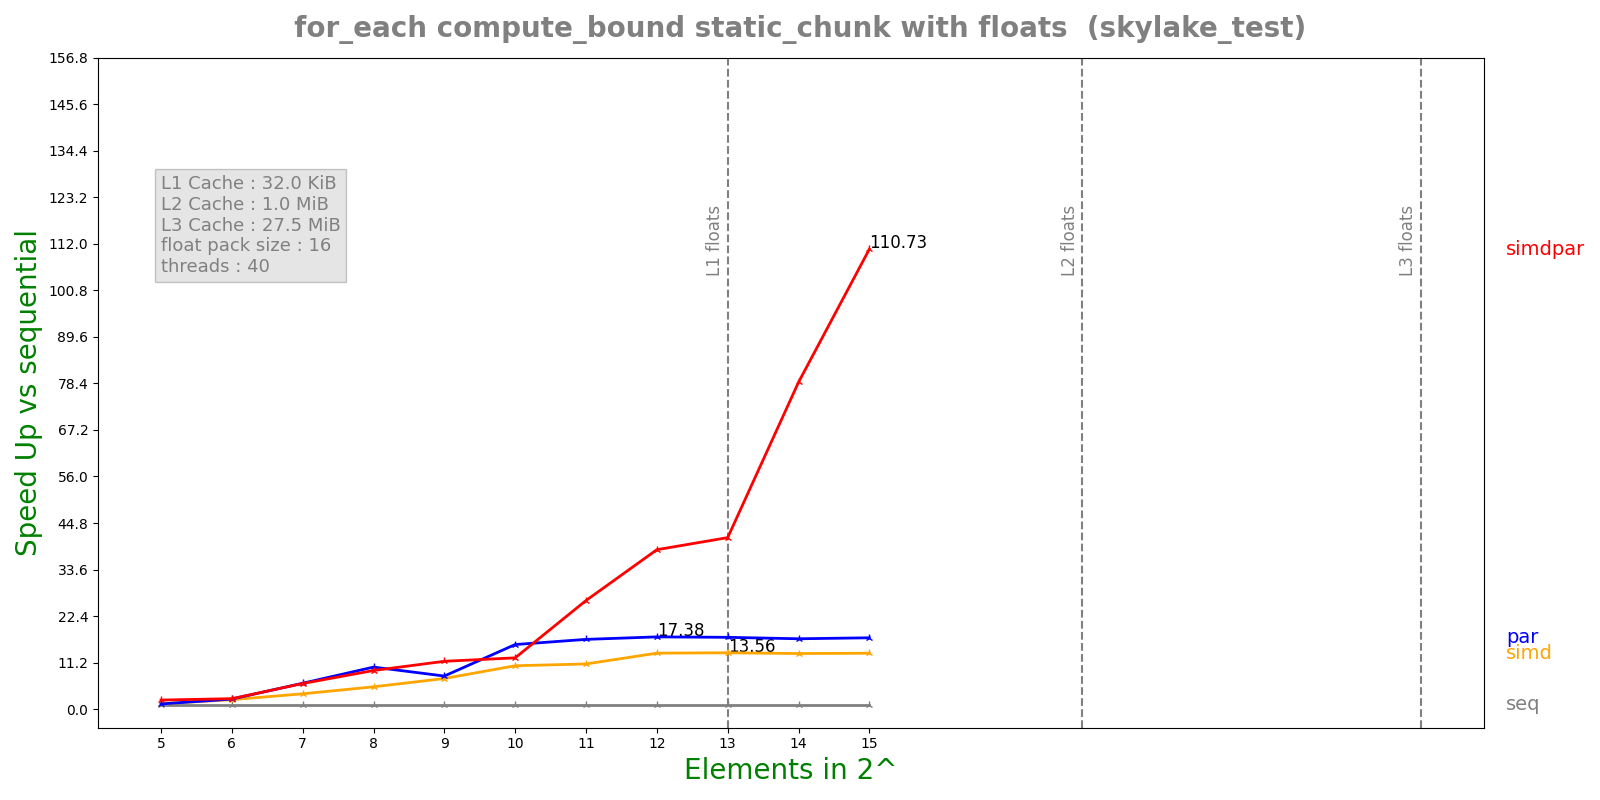 for_each compute_bound static_chunk with floats (skylake_test)
156.8
145.6
134.4
123.2
112.0
100.8
89.6
78.4
67.2
56.0
44.8
33.6
22.4
11.2
0.0
Speed Up vs sequential
L1 Cache : 32.0 KiB
L2 Cache : 1.0 MiB
L3 Cache : 27.5 MiB
float pack size : 16
threads : 40
L1 floats
L2 floats
L3 floats
110.73
17.38
13.56
simdpar
par
simd
seq
5 6 7 8 9 10 11 12 13 14 15
Elements in 2^